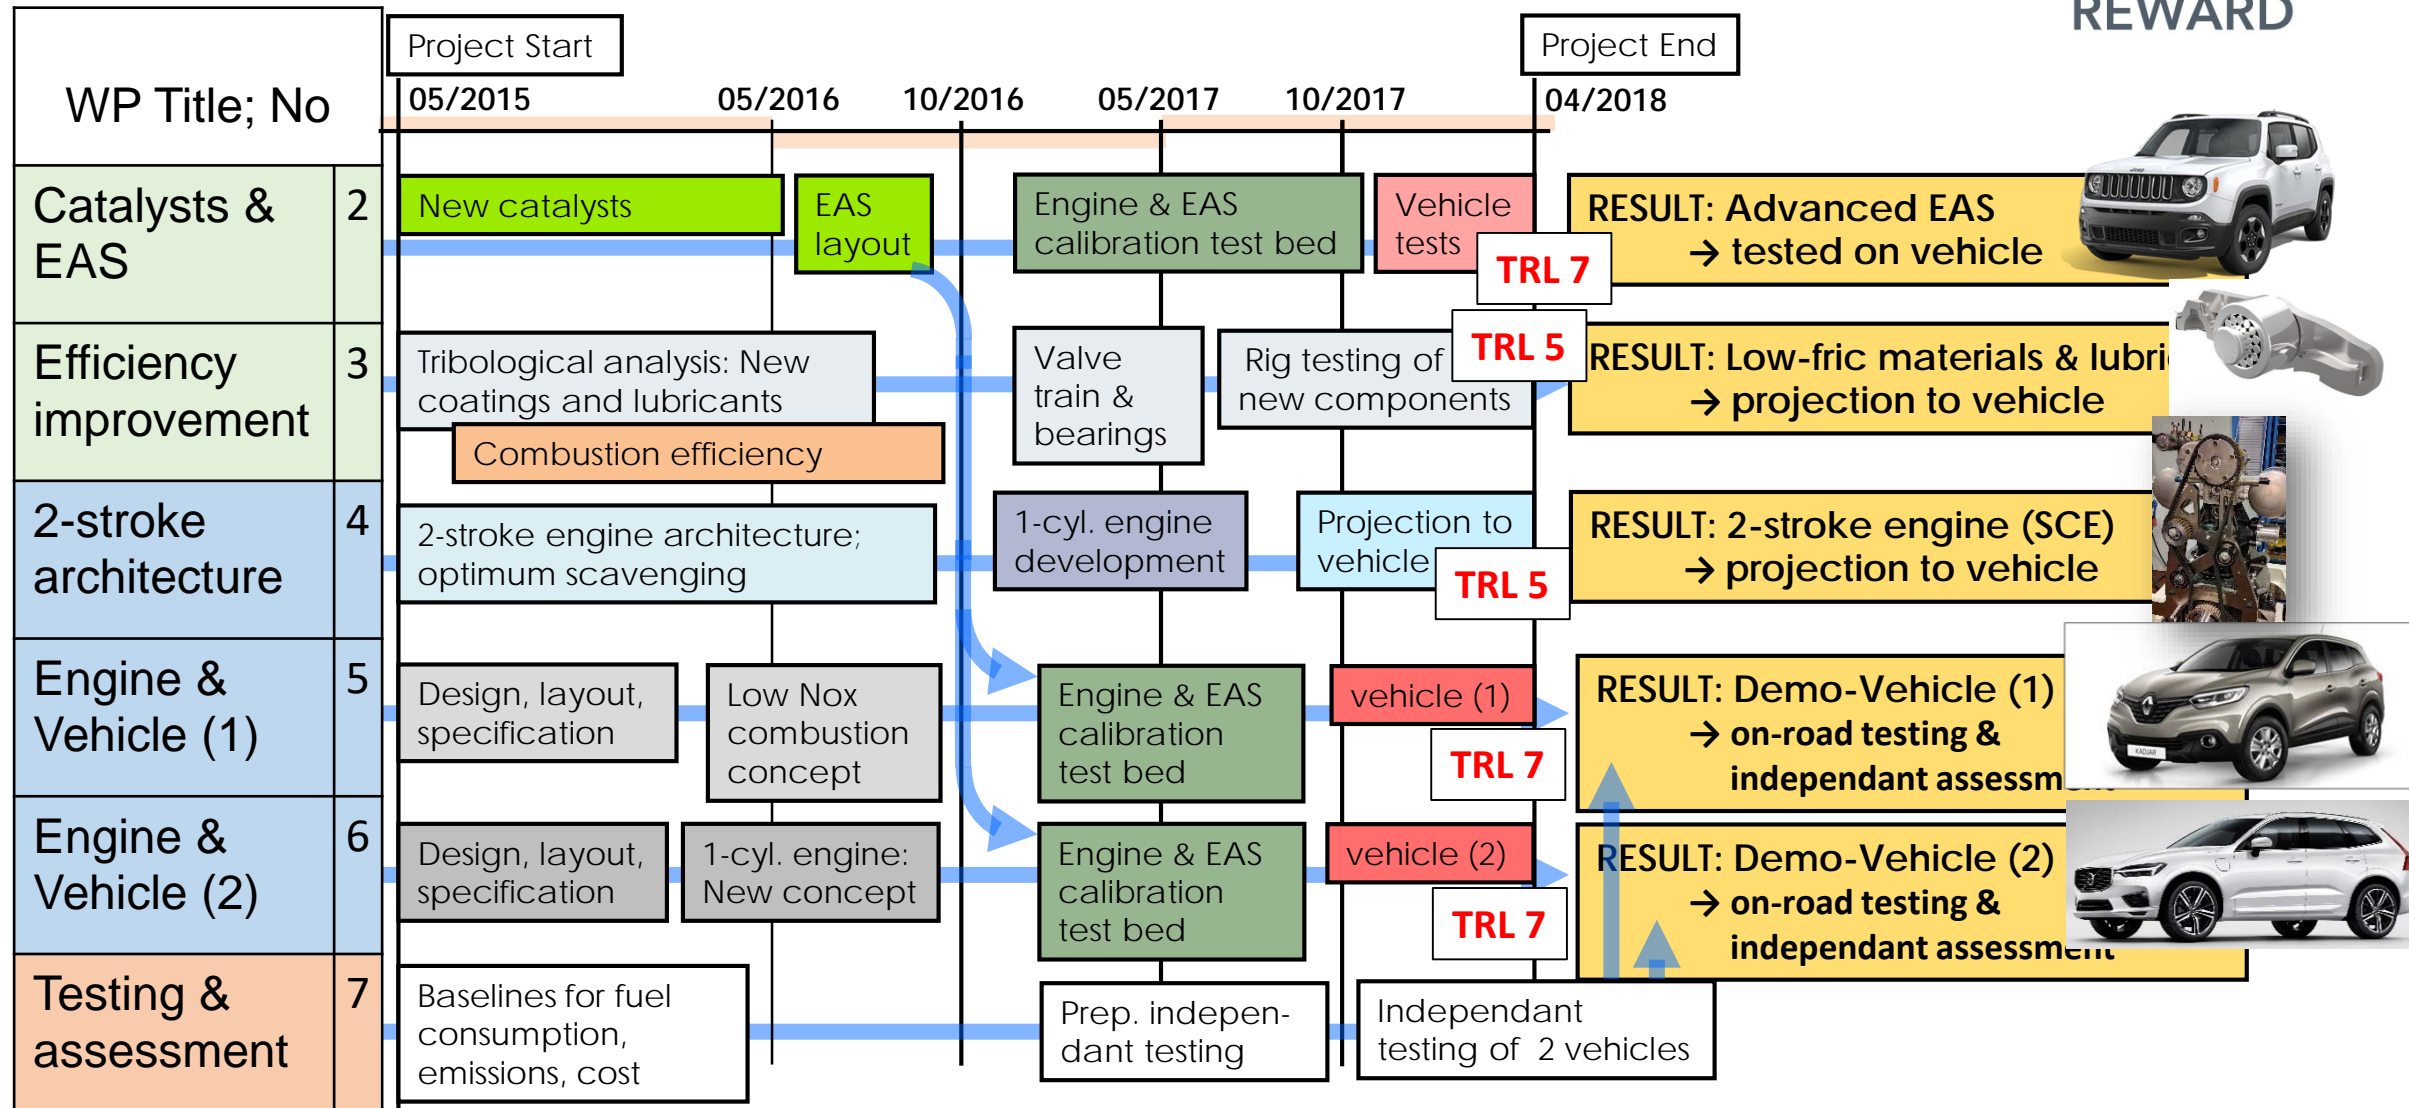 REWARD
Project Start
Project End
WP Title; No
05/2015
05/2016
10/2016
05/2017
10/2017
04/2018
Catalysts &
EAS
2
New catalysts
EAS
layout
Engine & EAS
calibration test bed
Vehicle
tests
TRL 7
RESULT: Advanced EAS
→ tested on vehicle
Efficiency
improvement
3
Tribological analysis: New
coatings and lubricants
Combustion efficiency
Valve
train &
bearings
Rig testing of
new components
TRL 5
RESULT: Low-fric materials & lubri
→ projection to vehicle
2-stroke
architecture
4
2-stroke engine architecture;
optimum scavenging
1-cyl. engine
development
Projection to
vehicle
TRL 5
RESULT: 2-stroke engine (SCE)
→ projection to vehicle
Engine &
Vehicle (1)
5
Design, layout,
specification
Low Nox
combustion
concept
Engine & EAS
calibration
test bed
vehicle (1)
TRL 7
RESULT: Demo-Vehicle (1)
→ on-road testing &
independant assessment
KADJAR
Engine &
Vehicle (2)
6
Design, layout,
specification
1-cyl. engine:
New concept
Engine & EAS
calibration
test bed
vehicle (2)
TRL 7
RESULT: Demo-Vehicle (2)
→ on-road testing &
independant assessment
Testing &
assessment
7
Baselines for fuel
consumption,
emissions, cost
Prep. indepen-
dant testing
Independant
testing of 2 vehicles